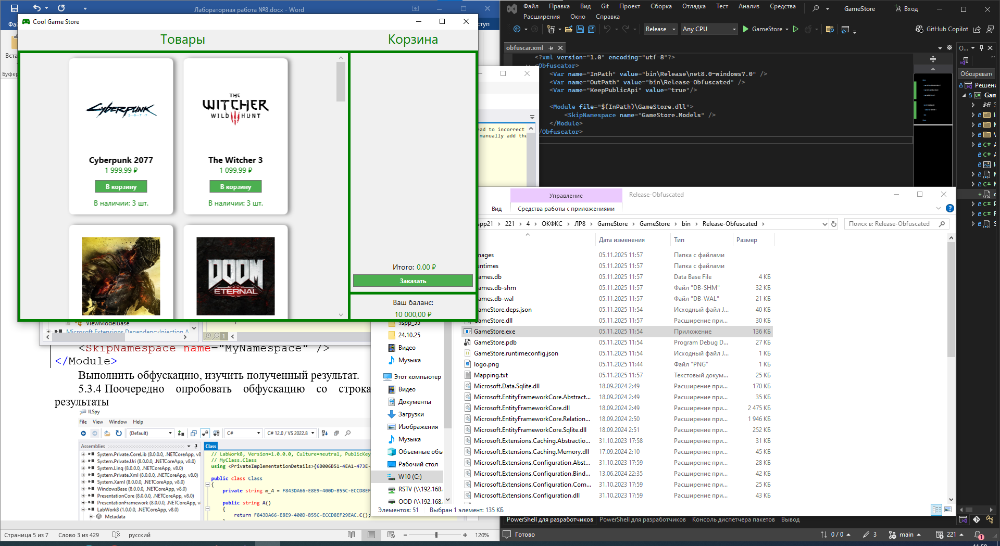 Лабораторная работа №8.docx - Word
Cool Game Store
Товары
Корзина
CYBERPUNK
2077
THE
WITCHER
WILD HUNT
Cyberpunk 2077
1 999,99 ₽
В корзину
В наличии: 3 шт.
The Witcher 3
1 099,99 ₽
В корзину
В наличии: 3 шт.
DOOM
ETERNAL
Итого: 0,00 ₽
Заказать
Ваш баланс:
10 000,00 ₽
ViewModelBase
Microsoft.Extensions.DependencyInjection.A
1
ead to incorrect
manually add the
<SkipNamespace name="MyNamespace" />
</Module>
Выполнить обфускацию, изучить полученный результат.
5.3.4 Поочередно опробовать обфускацию со строка
результаты
ILSpy
File View Window Help
(Default)
C#
C# 12.0 / VS 2022.8
Assemblies
System.Private.CoreLib (8.0.0.0, .NETCoreApp, v8
System.Private.Uri (8.0.0.0, .NETCoreApp, v8.0)
System.Linq (8.0.0.0, .NETCoreApp, v8.0)
System.Private.Xml (8.0.0.0, .NETCoreApp, v8.0)
System.Xaml (8.0.0.0, .NETCoreApp, v8.0)
WindowsBase (8.0.0.0, .NETCoreApp, v8.0)
PresentationCore (8.0.0.0, .NETCoreApp, v8.0)
PresentationFramework (8.0.0.0, .NETCoreApp, v8.
LabWork8 (1.0.0.0, .NETCoreApp, v8.0)
Metadata
Class
// LabWork8, Version=1.0.0.0, Culture=neutral, PublicKey
// MyClass.Class
using <PrivateImplementationDetails>{6B006B51-4EA1-473E-
public class Class
{
private string m_A = F843DA66-E8E9-400D-B55C-ECCD8EF
public string A()
{
return F843DA66-E8E9-400D-B55C-ECCD8EF29EAC.C();
Страница 5 из 7
Слово 3 из 429
русский
120%
Файл Правка Вид Git Проект Сборка Отладка Тест Анализ Средства
Расширения Окно Справка
GameStore
Вход
Release
Any CPU
GameStore
GitHub Copilot
obfuscar.xml
<?xml version="1.0" encoding="utf-8"?>
<Obfuscator>
<Var name="InPath" value="bin\Release\net8.0-windows7.0" />
<Var name="OutPath" value="bin\Release-Obfuscated" />
<Var name="KeepPublicApi" value="true"/>
<Module file="$(InPath)\GameStore.dll">
<SkipNamespace name="GameStore.Models" />
</Module>
/Obfuscator>
Обозреват
Решени
Gam
Управление
Release-Obfuscated
Вид
Средства работы с приложениями
spp21 › 221 › 4 › ОКФКС › ЛР8 › GameStore › GameStore › bin › Release-Obfuscated ›
Поиск в: Release-Obfuscated
Дата изменения Тип Размер
mages 05.11.2025 11:57 Папка с файлами
untimes 05.11.2025 11:57 Папка с файлами
ames.db 05.11.2025 11:57 Data Base File 4 КБ
ames.db-shm 05.11.2025 11:57 Файл "DB-SHM" 32 КБ
ames.db-wal 05.11.2025 11:57 Файл "DB-WAL" 21 КБ
ameStore.deps.json 05.11.2025 11:57 Исходный файл J... 40 КБ
GameStore.dll 05.11.2025 11:57 Расширение при... 30 КБ
GameStore.exe 05.11.2025 11:54 Приложение 136 КБ
GameStore.pdb 05.11.2025 11:54 Program Debug D... 27 КБ
GameStore.runtimeconfig.json 05.11.2025 11:54 Исходный файл J... 1 КБ
logo.png 05.11.2025 11:44 Файл "PNG" 1 КБ
Mapping.txt 05.11.2025 11:57 Текстовый докум... 25 КБ
Microsoft.Data.Sqlite.dll 18.09.2024 2:49 Расширение при... 170 КБ
Microsoft.EntityFrameworkCore.Abstract... 18.09.2024 2:49 Расширение при... 35 КБ
Microsoft.EntityFrameworkCore.dll 18.09.2024 2:49 Расширение при... 2 475 КБ
Microsoft.EntityFrameworkCore.Relation... 18.09.2024 2:50 Расширение при... 1 946 КБ
Microsoft.EntityFrameworkCore.Sqlite.dll 18.09.2024 2:51 Расширение при... 252 КБ
Microsoft.Extensions.Caching.Abstractio... 31.10.2023 17:58 Расширение при... 31 КБ
Microsoft.Extensions.Caching.Memory.dll 17.09.2024 2:10 Расширение при... 45 КБ
Microsoft.Extensions.Configuration.Abst... 31.10.2023 17:59 Расширение при... 28 КБ
Microsoft.Extensions.Configuration.Bind... 13.06.2024 22:35 Расширение при... 42 КБ
Microsoft.Extensions.Configuration.Com... 31.10.2023 17:59 Расширение при... 25 КБ
Microsoft.Extensions.Configuration.dll 31.10.2023 17:59 Расширение при... 43 КБ
!ispp_55
24.10.25
Видео
Музыка
Этот компьютер
Видео
Документы
Загрузки
Изображения
Музыка
Объемные объе
Рабочий стол
W10 (C:)
RSTV (\\192.168.
OOD (\\192.168.
Элементов: 51
Выбран 1 элемент: 135 КБ
PowerShell для разработчиков
PowerShell для разработчиков
Консоль диспетчера пакетов
Вывод
Готово
0 / 0
3
main
221
1